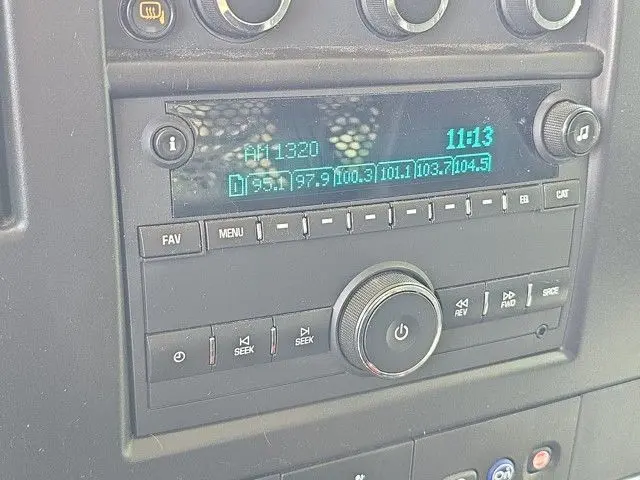 i
AM 1320
11:13
1 95.1 97.9 100.3 101.1 103.7 104.5
FAV MENU EQ CAT
REV FWD SRCE
SEEK SEEK